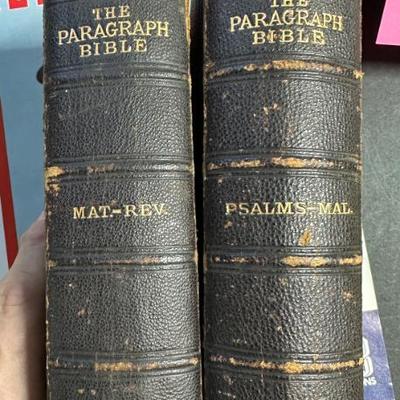 THE
PARAGRAPH
BIBLE
MAT-REV.
THE
PARAGRAPH
BIBLE
PSALMS-MAL.